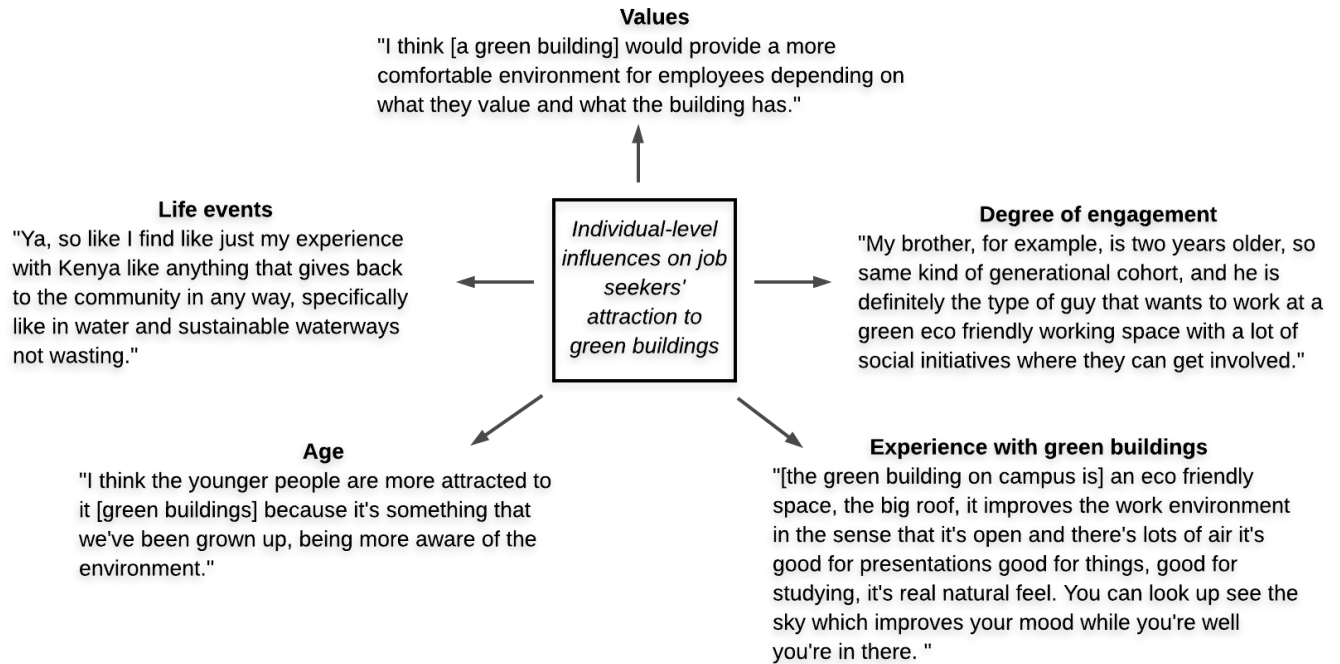 Values
"I think [a green building] would provide a more
comfortable environment for employees depending on
what they value and what the building has."
Life events
"Ya, so like I find like just my experience
with Kenya like anything that gives back
to the community in any way, specifically
like in water and sustainable waterways
not wasting."
Individual-level
influences on job
seekers'
attraction to
green buildings
Degree of engagement
"My brother, for example, is two years older, so
same kind of generational cohort, and he is
definitely the type of guy that wants to work at a
green eco friendly working space with a lot of
social initiatives where they can get involved."
Age
"I think the younger people are more attracted to
it [green buildings] because it's something that
we've been grown up, being more aware of the
environment."
Experience with green buildings
"[the green building on campus is] an eco friendly
space, the big roof, it improves the work environment
in the sense that it's open and there's lots of air it's
good for presentations good for things, good for
studying, it's real natural feel. You can look up see the
sky which improves your mood while you're well
you're in there. "